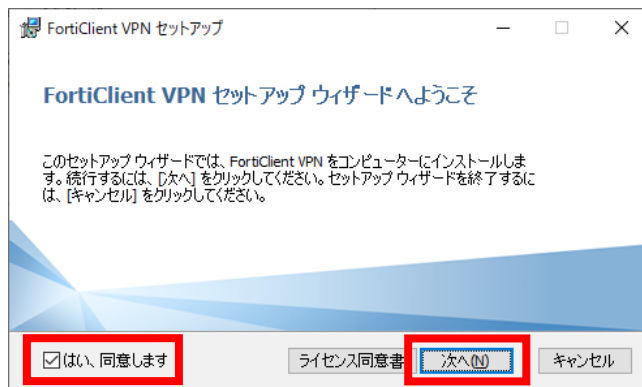 FortiClient VPN セットアップ
FortiClient VPN セットアップ ウィザードへようこそ
このセットアップ ウィザードでは、FortiClient VPN をコンピューターにインストールしま
す。続行するには、[次へ] をクリックしてください。セットアップ ウィザードを終了するに
は、[キャンセル] をクリックしてください。
はい、同意します
ライセンス同意書
次へ(N)
キャンセル